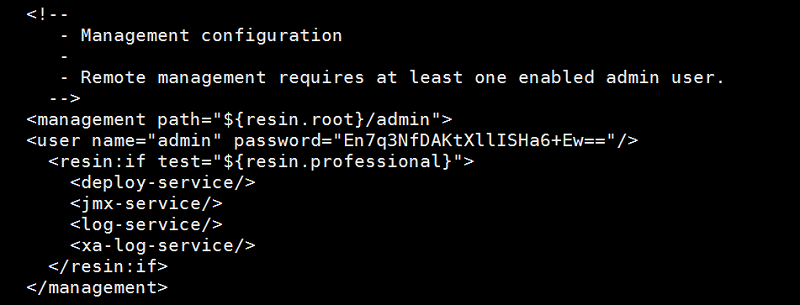 <!--
- Management configuration
-
- Remote management requires at least one enabled admin user.
-->
<management path="${resin.root}/admin">
<user name="admin" password="En7q3NfDAKtXllISHa6+Ew=="/>
<resin:if test="${resin.professional}">
<deploy-service/>
<jmx-service/>
<log-service/>
<xa-log-service/>
</resin:if>
</management>